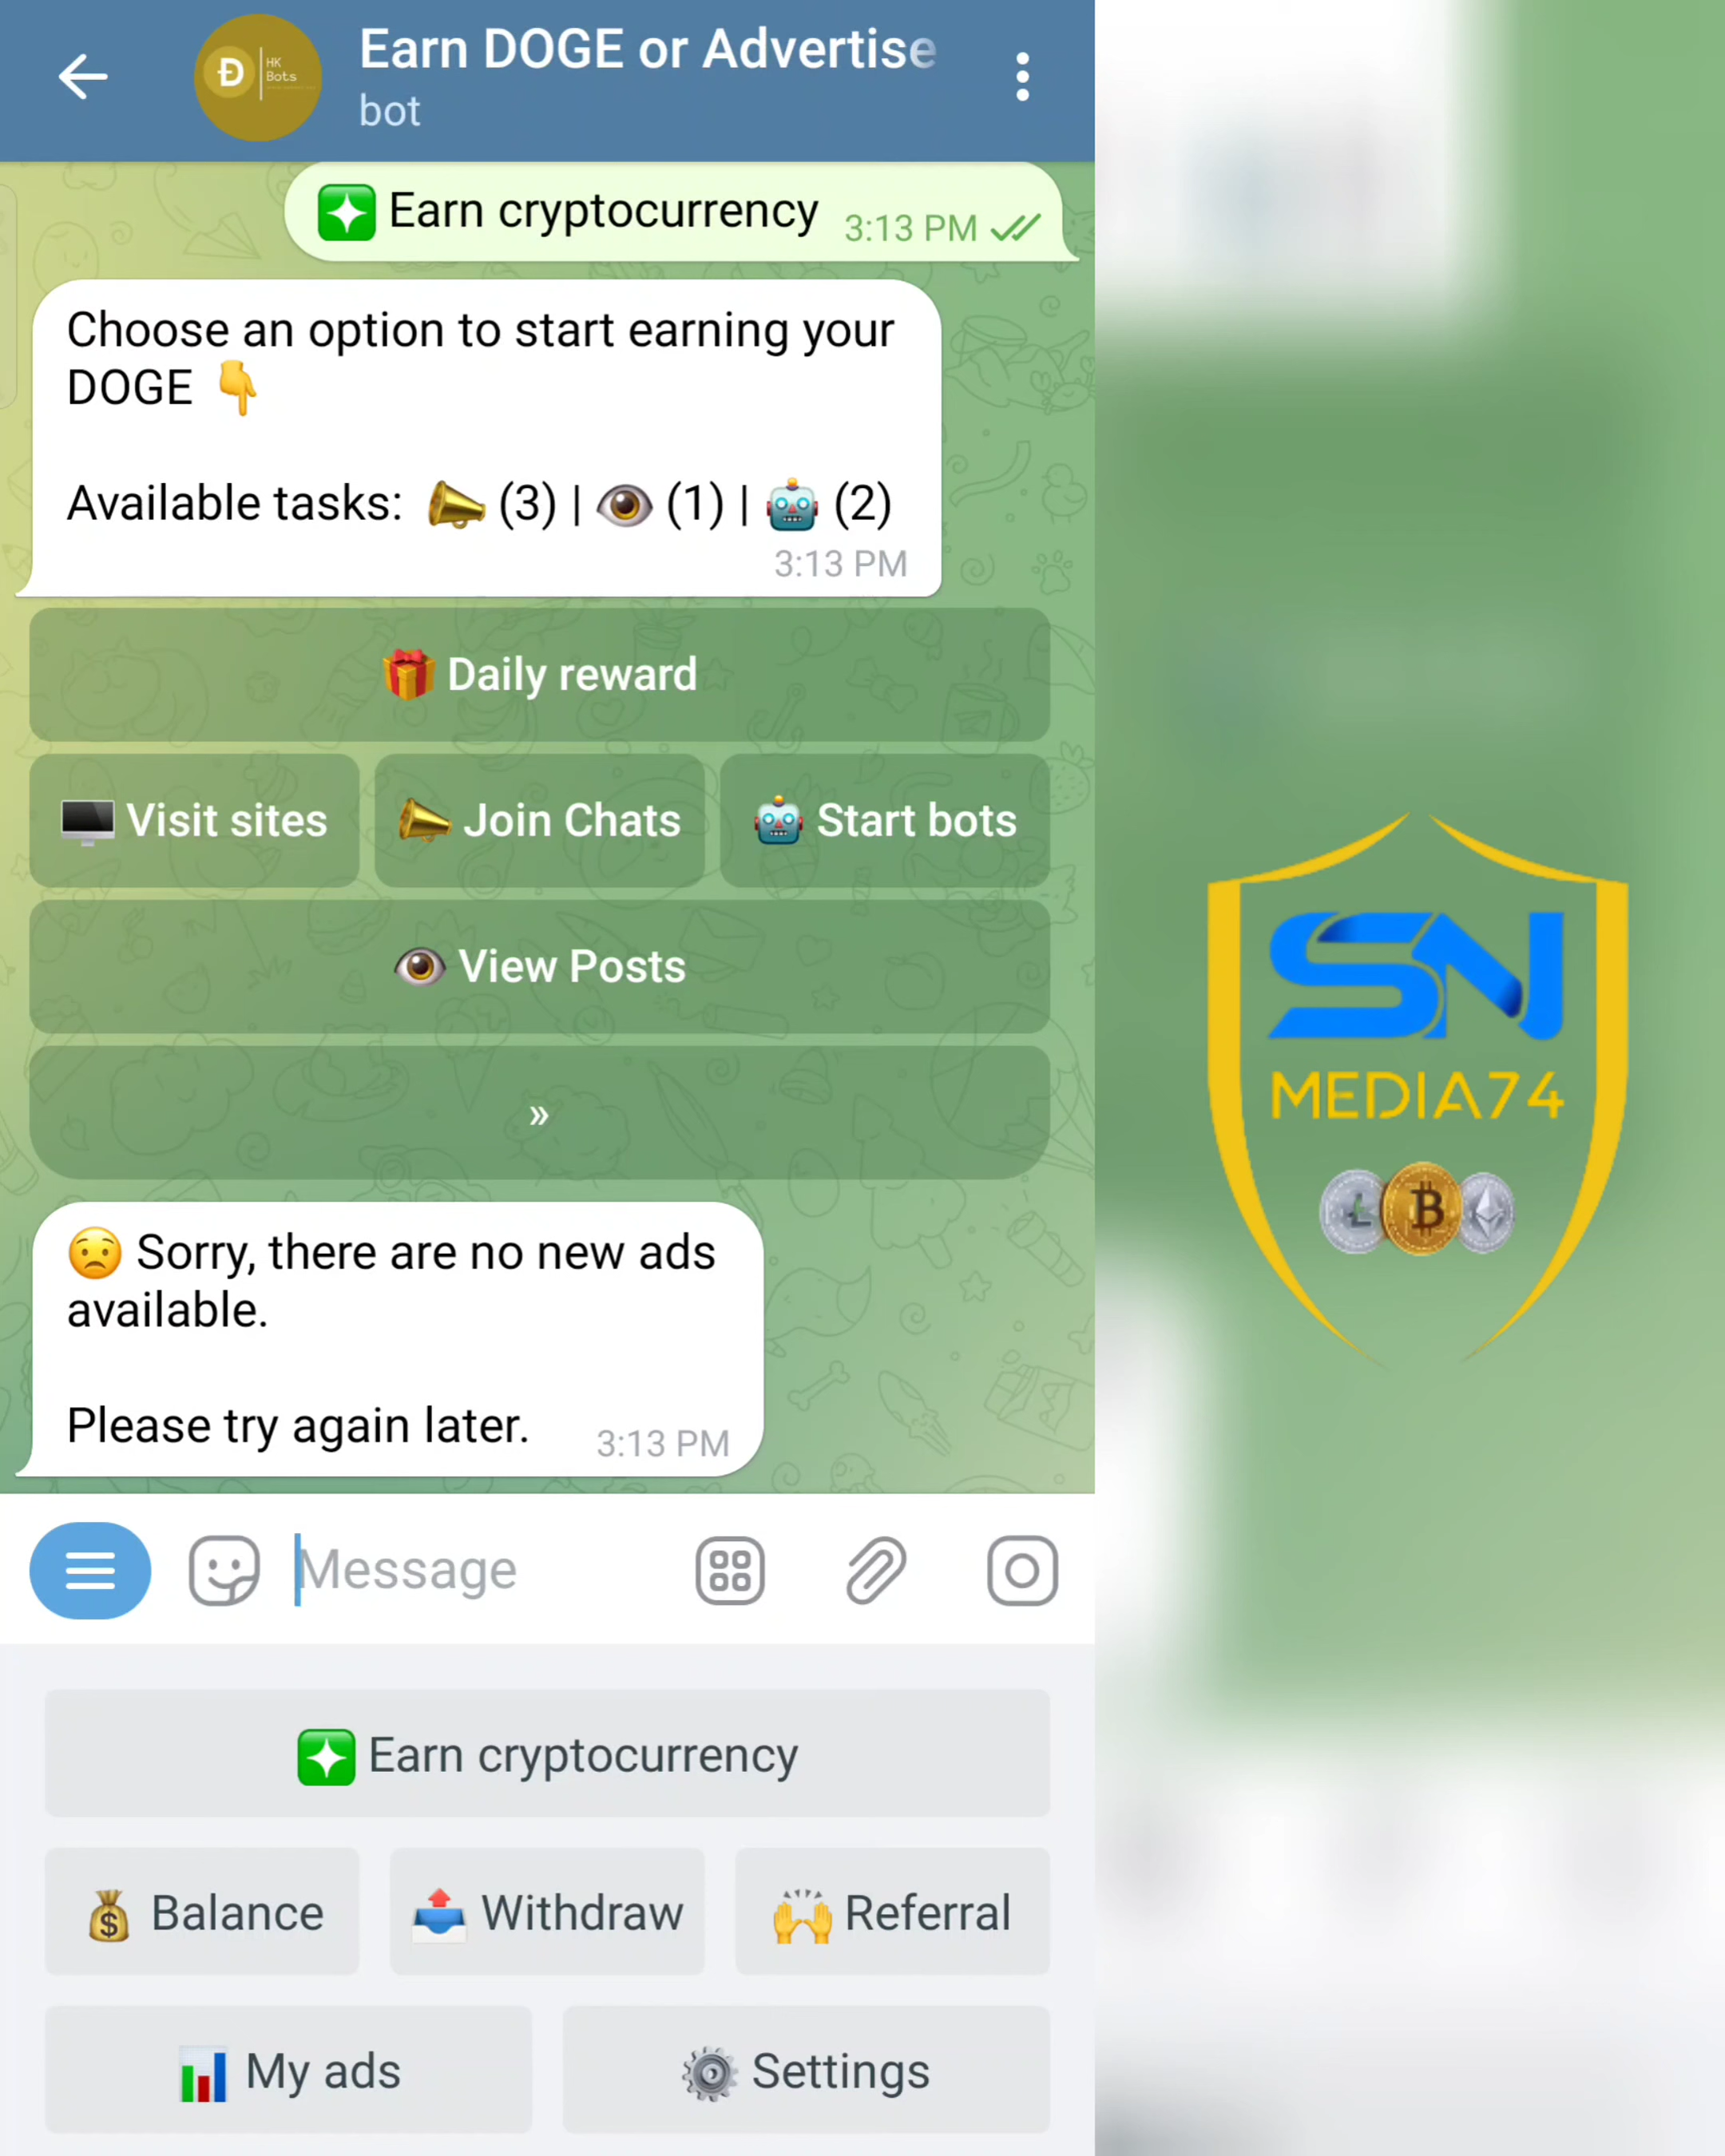 Earn DOGE or Advertise
bot
Ð HK
Bots
Earn cryptocurrency 3:13 PM
Choose an option to start earning your
DOGE 👇
Available tasks: 📣 (3) | 👁 (1) | 🤖 (2)
3:13 PM
🎁 Daily reward
🖥 Visit sites 📣 Join Chats 🤖 Start bots
👁 View Posts
»
😟 Sorry, there are no new ads
available.
Please try again later. 3:13 PM
Message
Earn cryptocurrency
💰 Balance 📤 Withdraw 🙌 Referral
📊 My ads ⚙ Settings
SN
MEDIA74